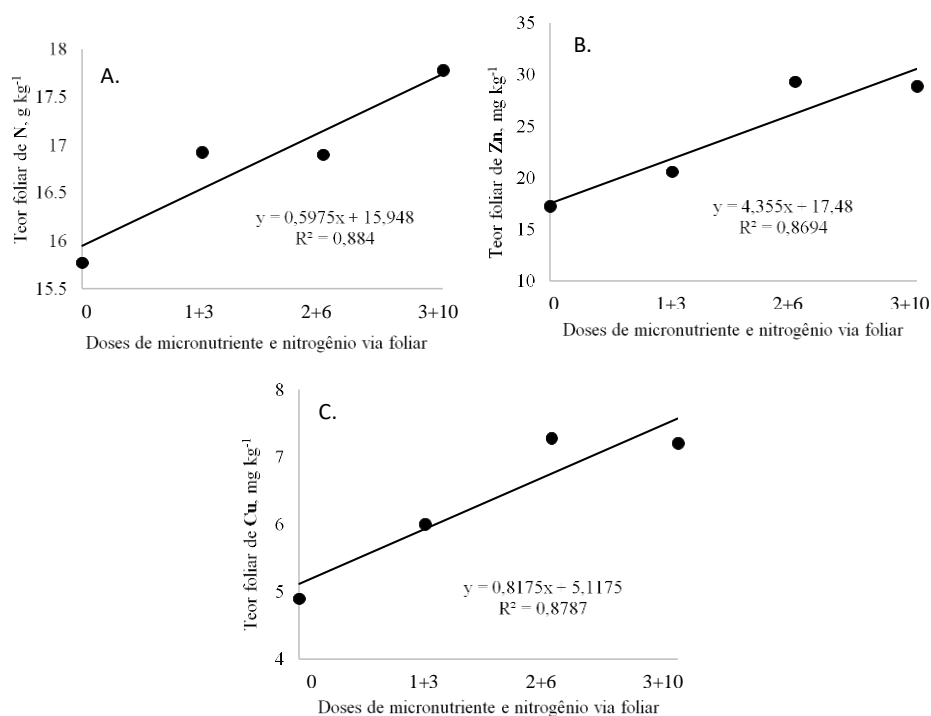 A.
Teor foliar de N, g kg-1
18
17.5
17
16.5
16
15.5
y = 0,5975x + 15,948
R² = 0,884
0 1+3 2+6 3+10
Doses de micronutriente e nitrogênio via foliar
B.
Teor foliar de Zn, mg kg-1
35
30
25
20
15
10
y = 4,355x + 17,48
R² = 0,8694
0 1+3 2+6 3+10
Doses de micronutriente e nitrogênio via foliar
C.
Teor foliar de Cu, mg kg-1
8
7
6
5
4
y = 0,8175x + 5,1175
R² = 0,8787
0 1+3 2+6 3+10
Doses de micronutriente e nitrogênio via foliar